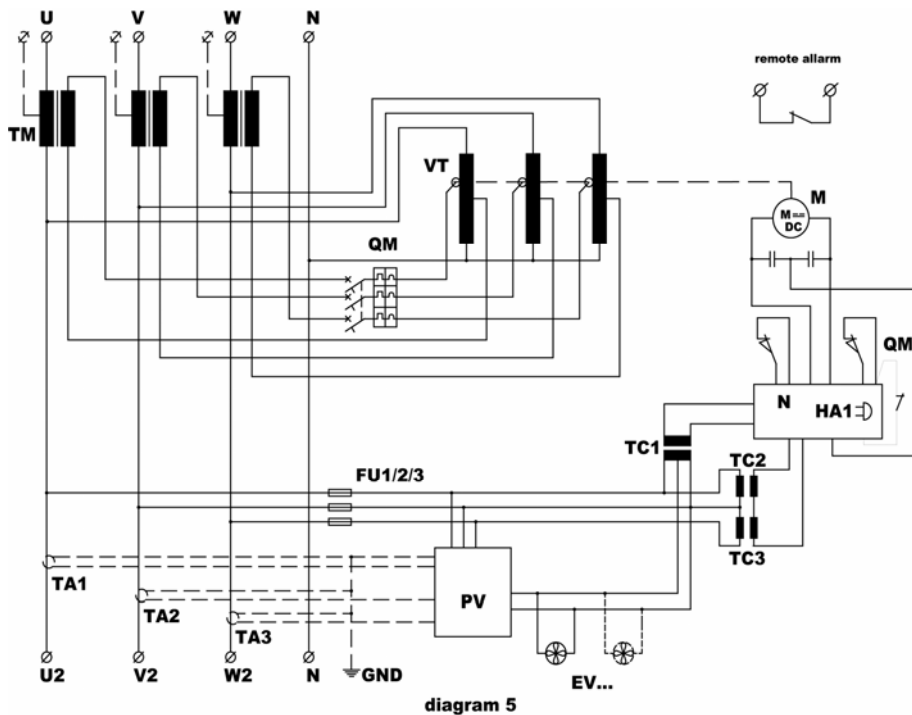 U V W N
remote allarm
TM
VT
M
M DC
QM
QM
N HA1
TC1
TC2
FU1/2/3
TC3
TA1
TA2
TA3
PV
U2 V2 W2 N GND
EV...
diagram 5